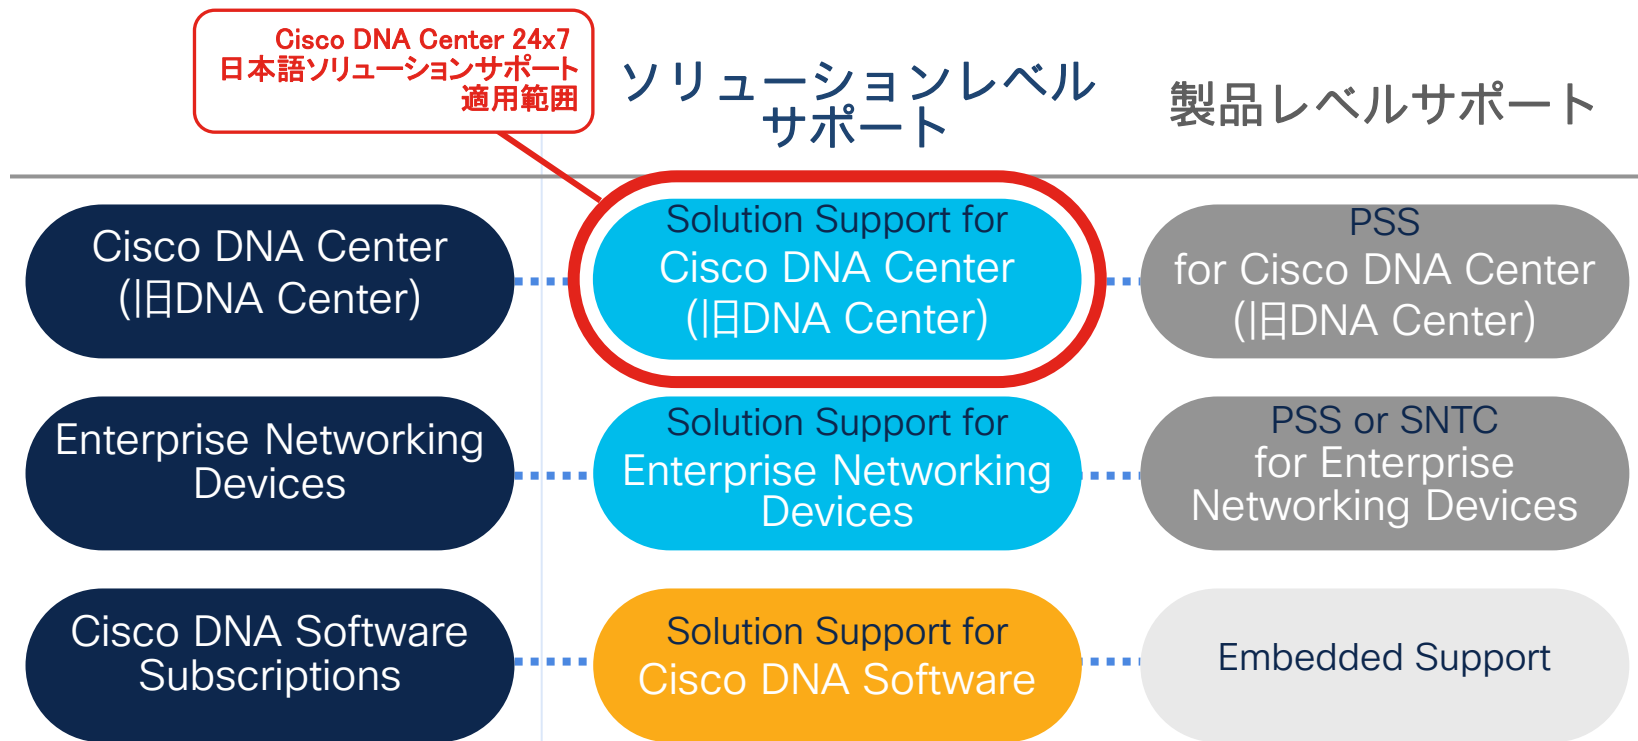 Cisco DNA Center 24x7
日本語ソリューションサポート
適用範囲
ソリューションレベル
サポート
製品レベルサポート
Cisco DNA Center
(旧DNA Center)
Solution Support for
Cisco DNA Center
(旧DNA Center)
PSS
for Cisco DNA Center
(旧DNA Center)
Enterprise Networking
Devices
Solution Support for
Enterprise Networking
Devices
PSS or SNTC
for Enterprise
Networking Devices
Cisco DNA Software
Subscriptions
Solution Support for
Cisco DNA Software
Embedded Support